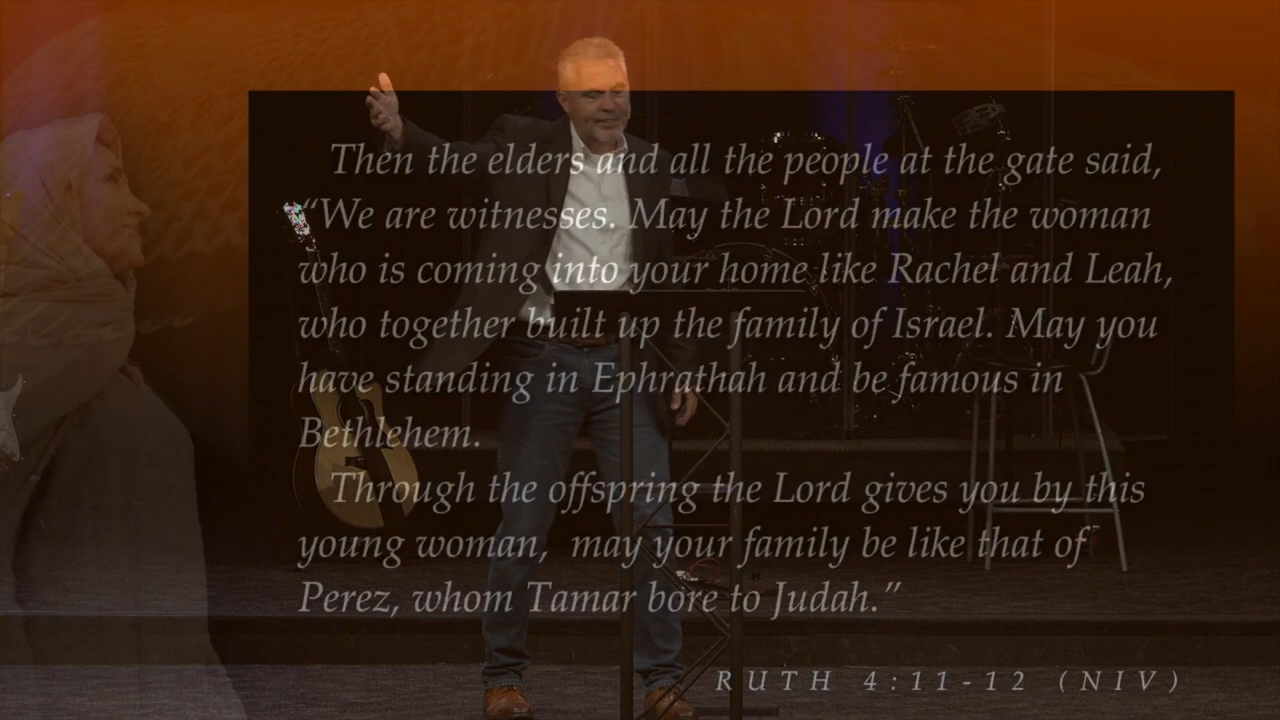 Then the elders and all the people at the gate said,
“We are witnesses. May the Lord make the woman
who is coming into your home like Rachel and Leah,
who together built up the family of Israel. May you
have standing in Ephrathah and be famous in
Bethlehem.
Through the offspring the Lord gives you by this
young woman, may your family be like that of
Perez, whom Tamar bore to Judah.”
RUTH 4:11-12 (NIV)